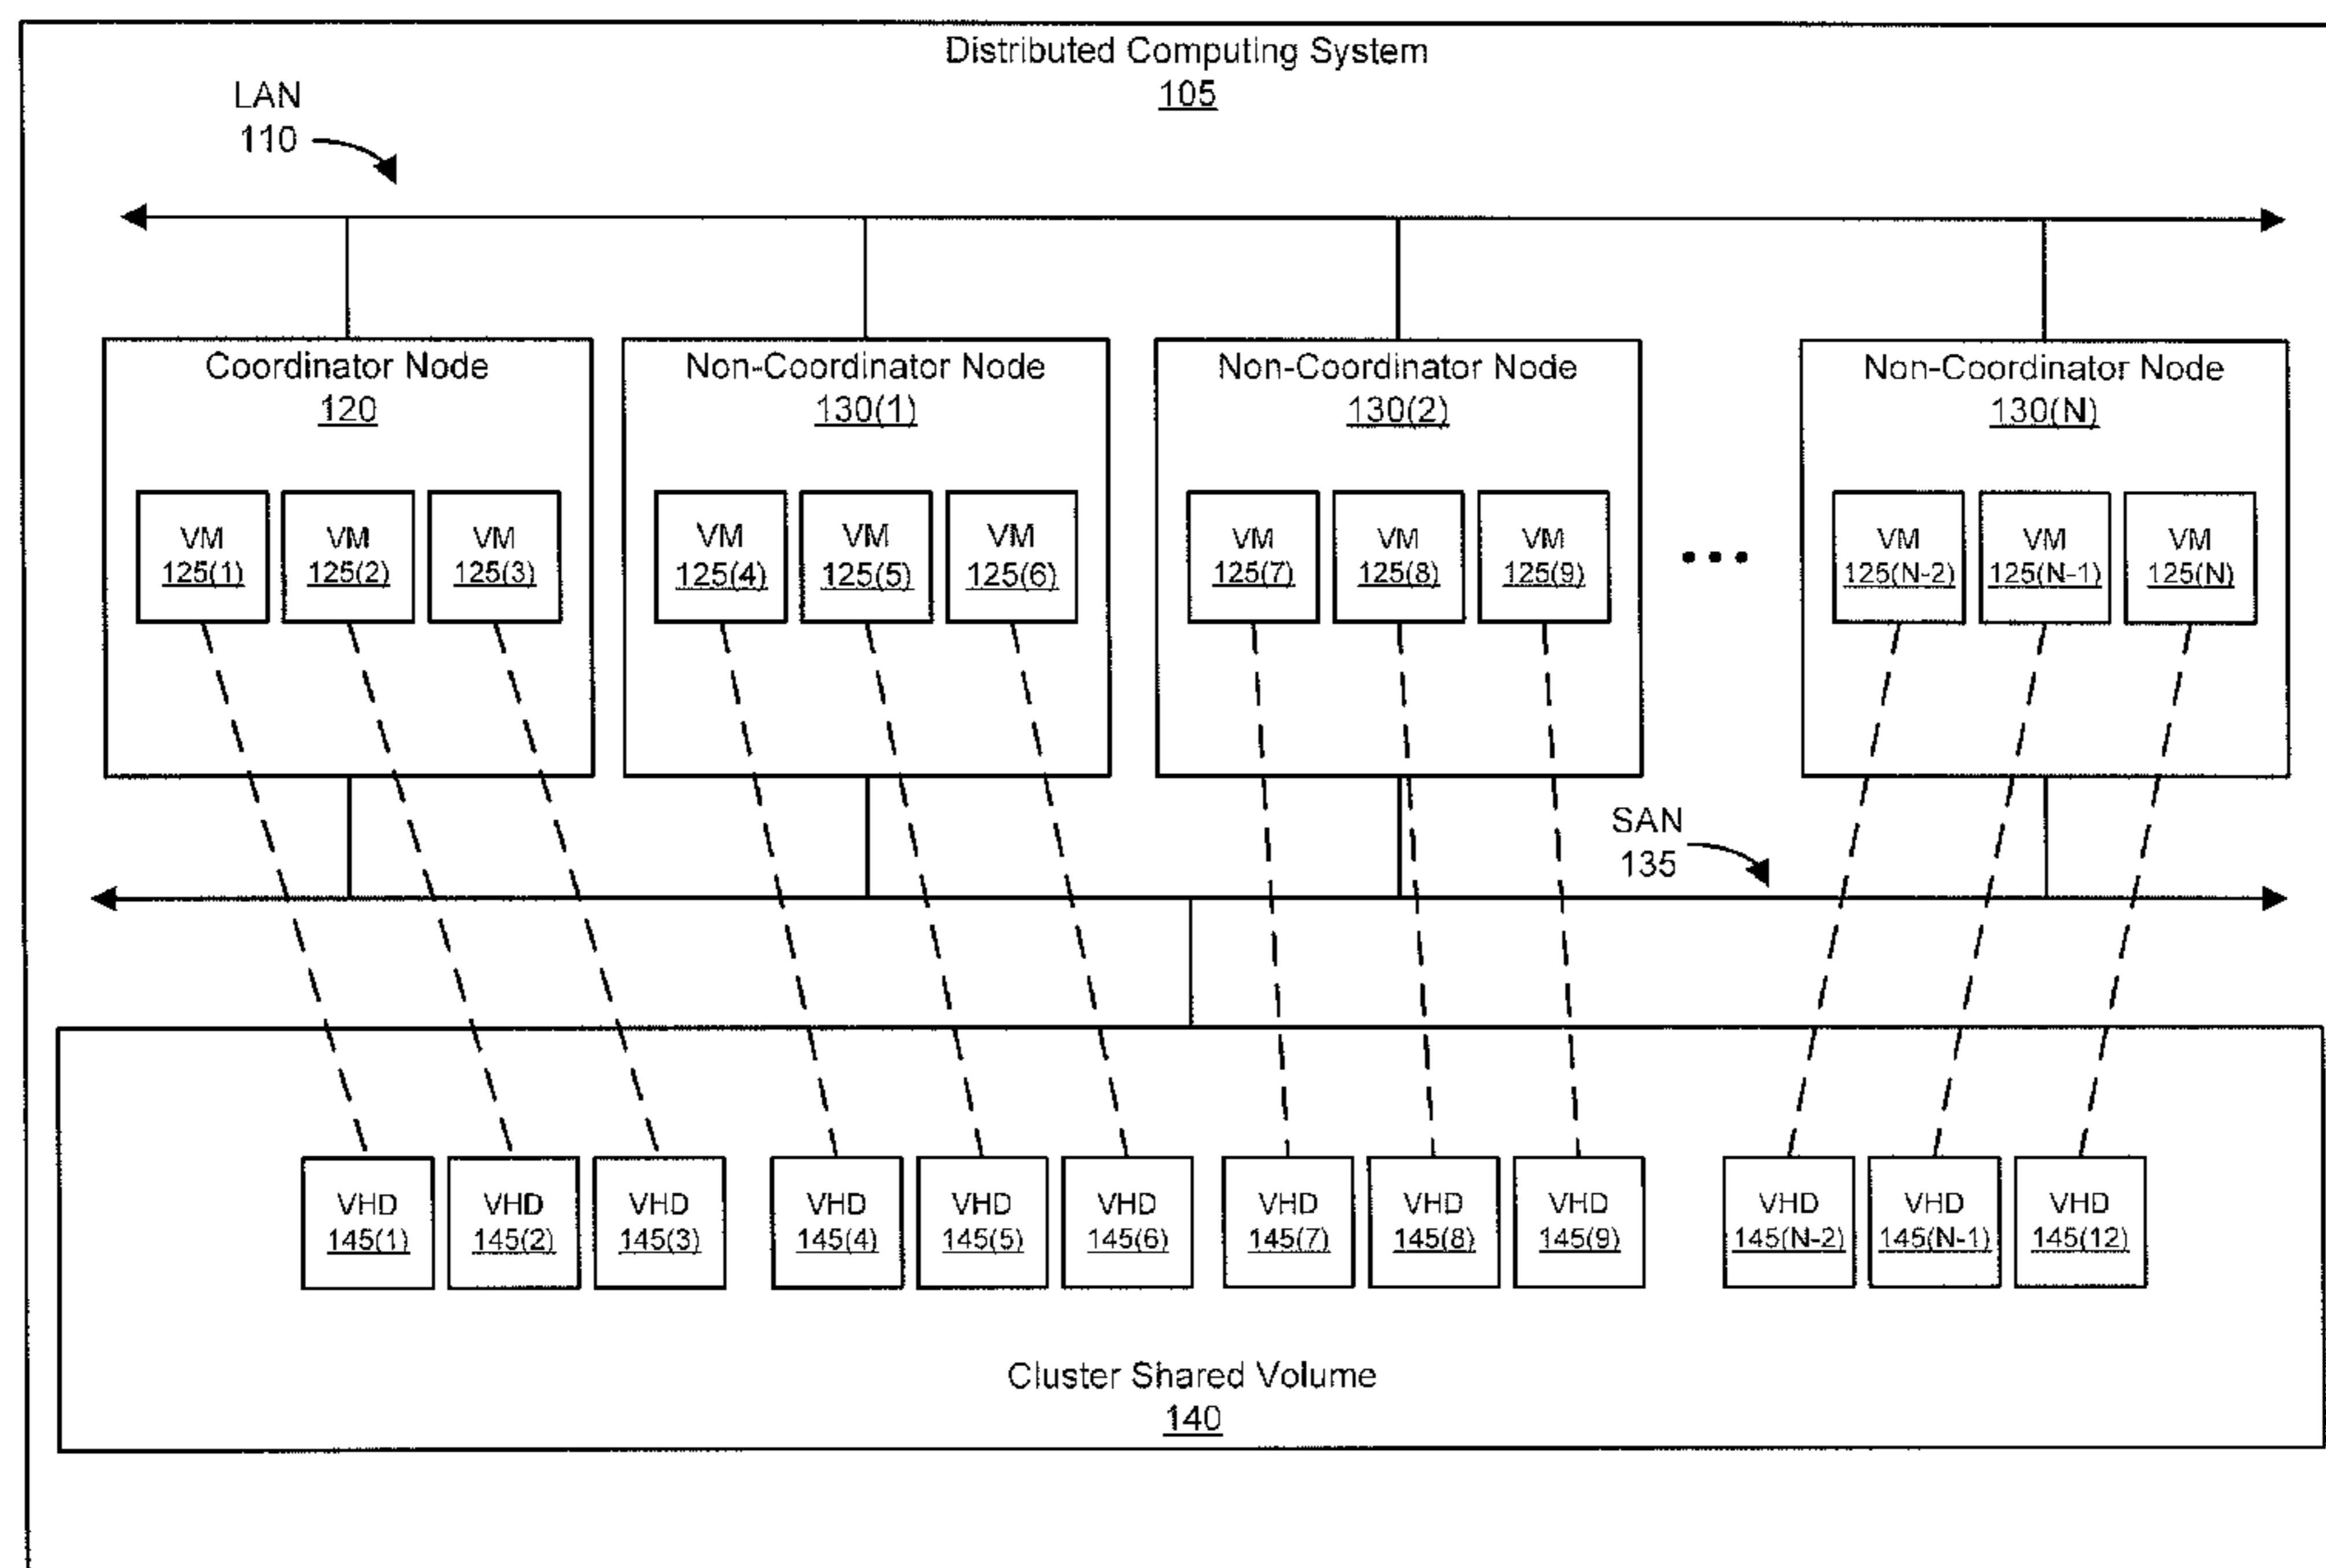 Distributed Computing System
105
LAN
110
Coordinator Node
120
Non-Coordinator Node
130(1)
Non-Coordinator Node
130(2)
Non-Coordinator Node
130(N)
VM
125(1)
VM
125(2)
VM
125(3)
VM
125(4)
VM
125(5)
VM
125(6)
VM
125(7)
VM
125(8)
VM
125(9)
•••
VM
125(N-2)
VM
125(N-1)
VM
125(N)
SAN
135
VHD
145(1)
VHD
145(2)
VHD
145(3)
VHD
145(4)
VHD
145(5)
VHD
145(6)
VHD
145(7)
VHD
145(8)
VHD
145(9)
VHD
145(N-2)
VHD
145(N-1)
VHD
145(12)
Cluster Shared Volume
140